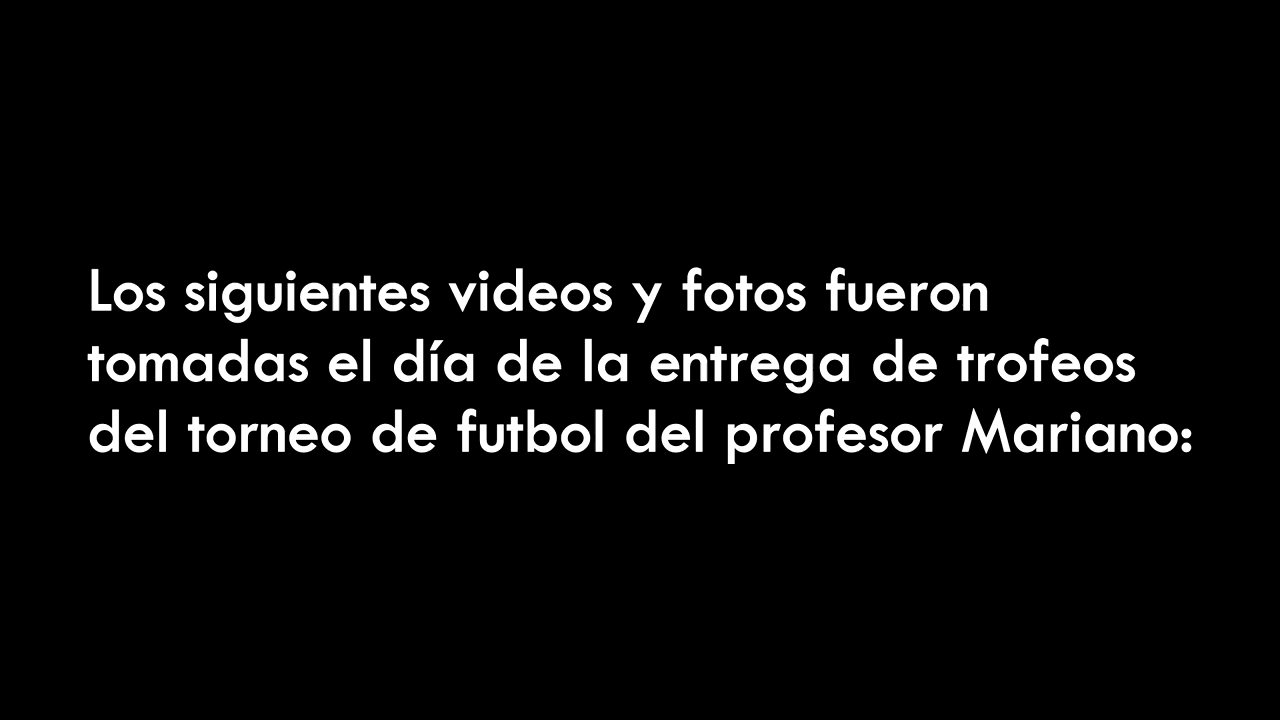 Los siguientes videos y fotos fueron
tomadas el día de la entrega de trofeos
del torneo de futbol del profesor Mariano: